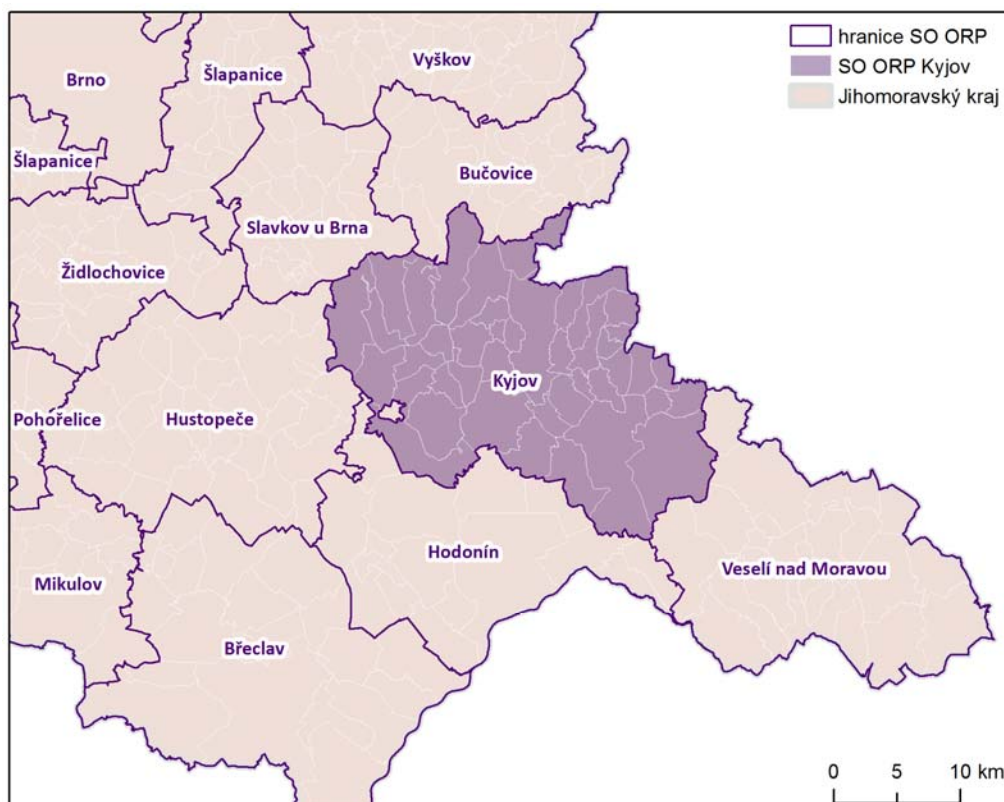 hranice SO ORP
SO ORP Kyjov
Jihomoravský kraj
Vyškov
Brno
Šlapanice
Šlapanice
Bučovice
Slavkov u Brna
Židlochovice
Kyjov
Pohořelice
Hustopeče
Hodonín
Veselí nad Moravou
Mikulov
Břeclav
0 5 10 km